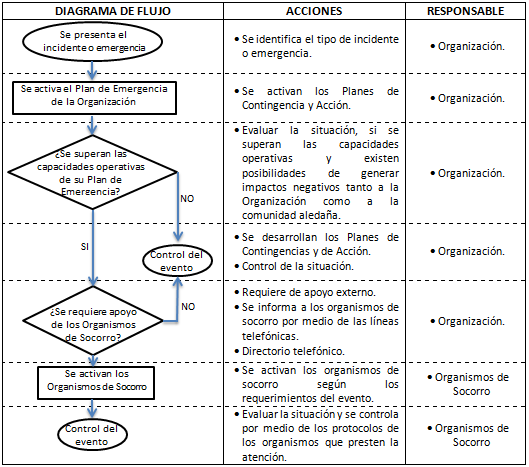 DIAGRAMA DE FLUJO
ACCIONES
RESPONSABLE
Se presenta el
incidente o emergencia
• Se identifica el tipo de incidente
o emergencia.
• Organización.
Se activa el Plan de Emergencia
de la Organización
• Se activan los Planes de
Contingencia y Acción.
• Organización.
¿Se superan las
capacidades operativas
de su Plan de
Emergencia?
NO
SI
• Evaluar la situación, si se
superan las capacidades
operativas y existen
posibilidades de generar
impactos negativos tanto a la
Organización como a la
comunidad aledaña.
• Organización.
Control del
evento
• Se desarrollan los Planes de
Contingencias y de Acción.
• Control de la situación.
• Organización.
¿Se requiere apoyo
de los Organismos
de Socorro?
NO
• Requiere de apoyo externo.
• Se informa a los organismos de
socorro por medio de las líneas
telefónicas.
• Directorio telefónico.
• Organización.
Se activan los
Organismos de Socorro
• Se activan los organismos de
socorro según los
requerimientos del evento.
• Organismos de
Socorro
Control del
evento
• Evaluar la situación y se controla
por medio de los protocolos de
los organismos que presten la
atención.
• Organismos de
Socorro